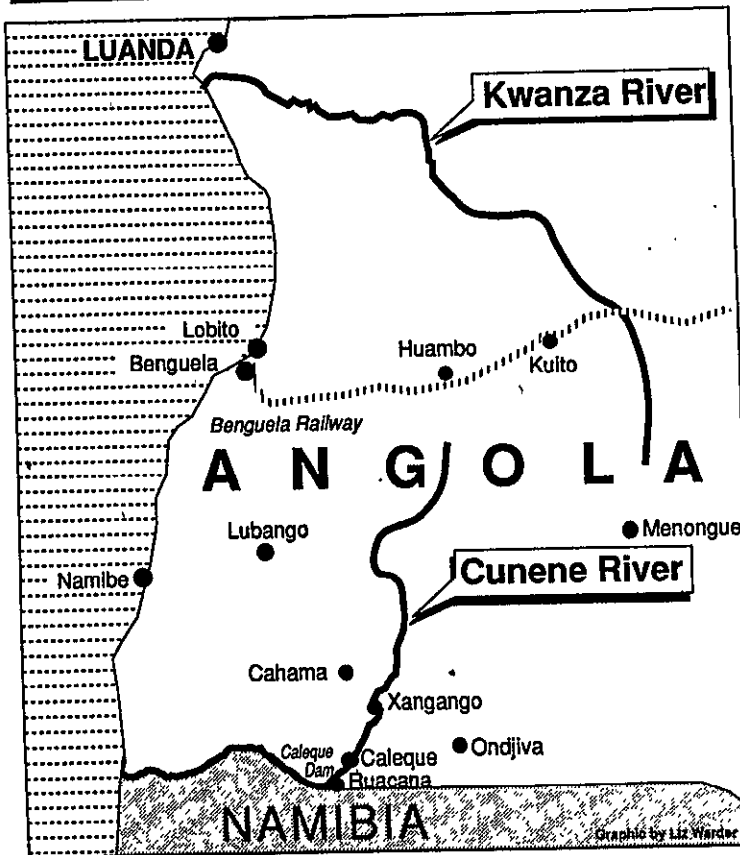 LUANDA
Kwanza River
Lobito
Benguela
Huambo
Kuito
Benguela Railway
ANGOLA
Lubango
Menongue
Namibe
Cunene River
Cahama
Xangango
Ondjiva
Caleque
Dam
Caleque
Ruacana
NAMIBIA
Graphic by Liz Warder